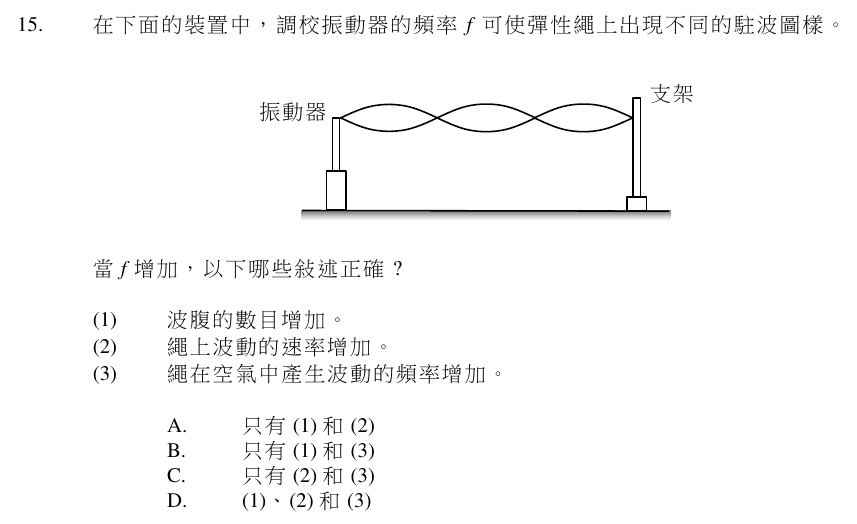 15. 在下面的裝置中，調校振動器的頻率 f 可使彈性繩上出現不同的駐波圖樣。
支架
振動器
當 f 增加，以下哪些敍述正確？
(1) 波腹的數目增加。
(2) 繩上波動的速率增加。
(3) 繩在空氣中產生波動的頻率增加。
A. 只有 (1) 和 (2)
B. 只有 (1) 和 (3)
C. 只有 (2) 和 (3)
D. (1)、(2) 和 (3)